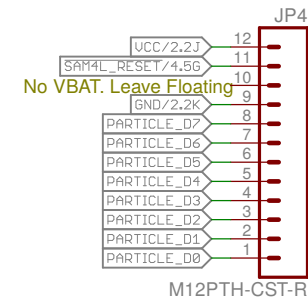 JP4
VCC/2.2J 12
SAM4L_RESET/4.5G 11
No VBAT. Leave Floating 10
GND/2.2K 9
PARTICLE_D7 8
PARTICLE_D6 7
PARTICLE_D5 6
PARTICLE_D4 5
PARTICLE_D3 4
PARTICLE_D2 3
PARTICLE_D1 2
PARTICLE_D0 1
M12PTH-CST-R